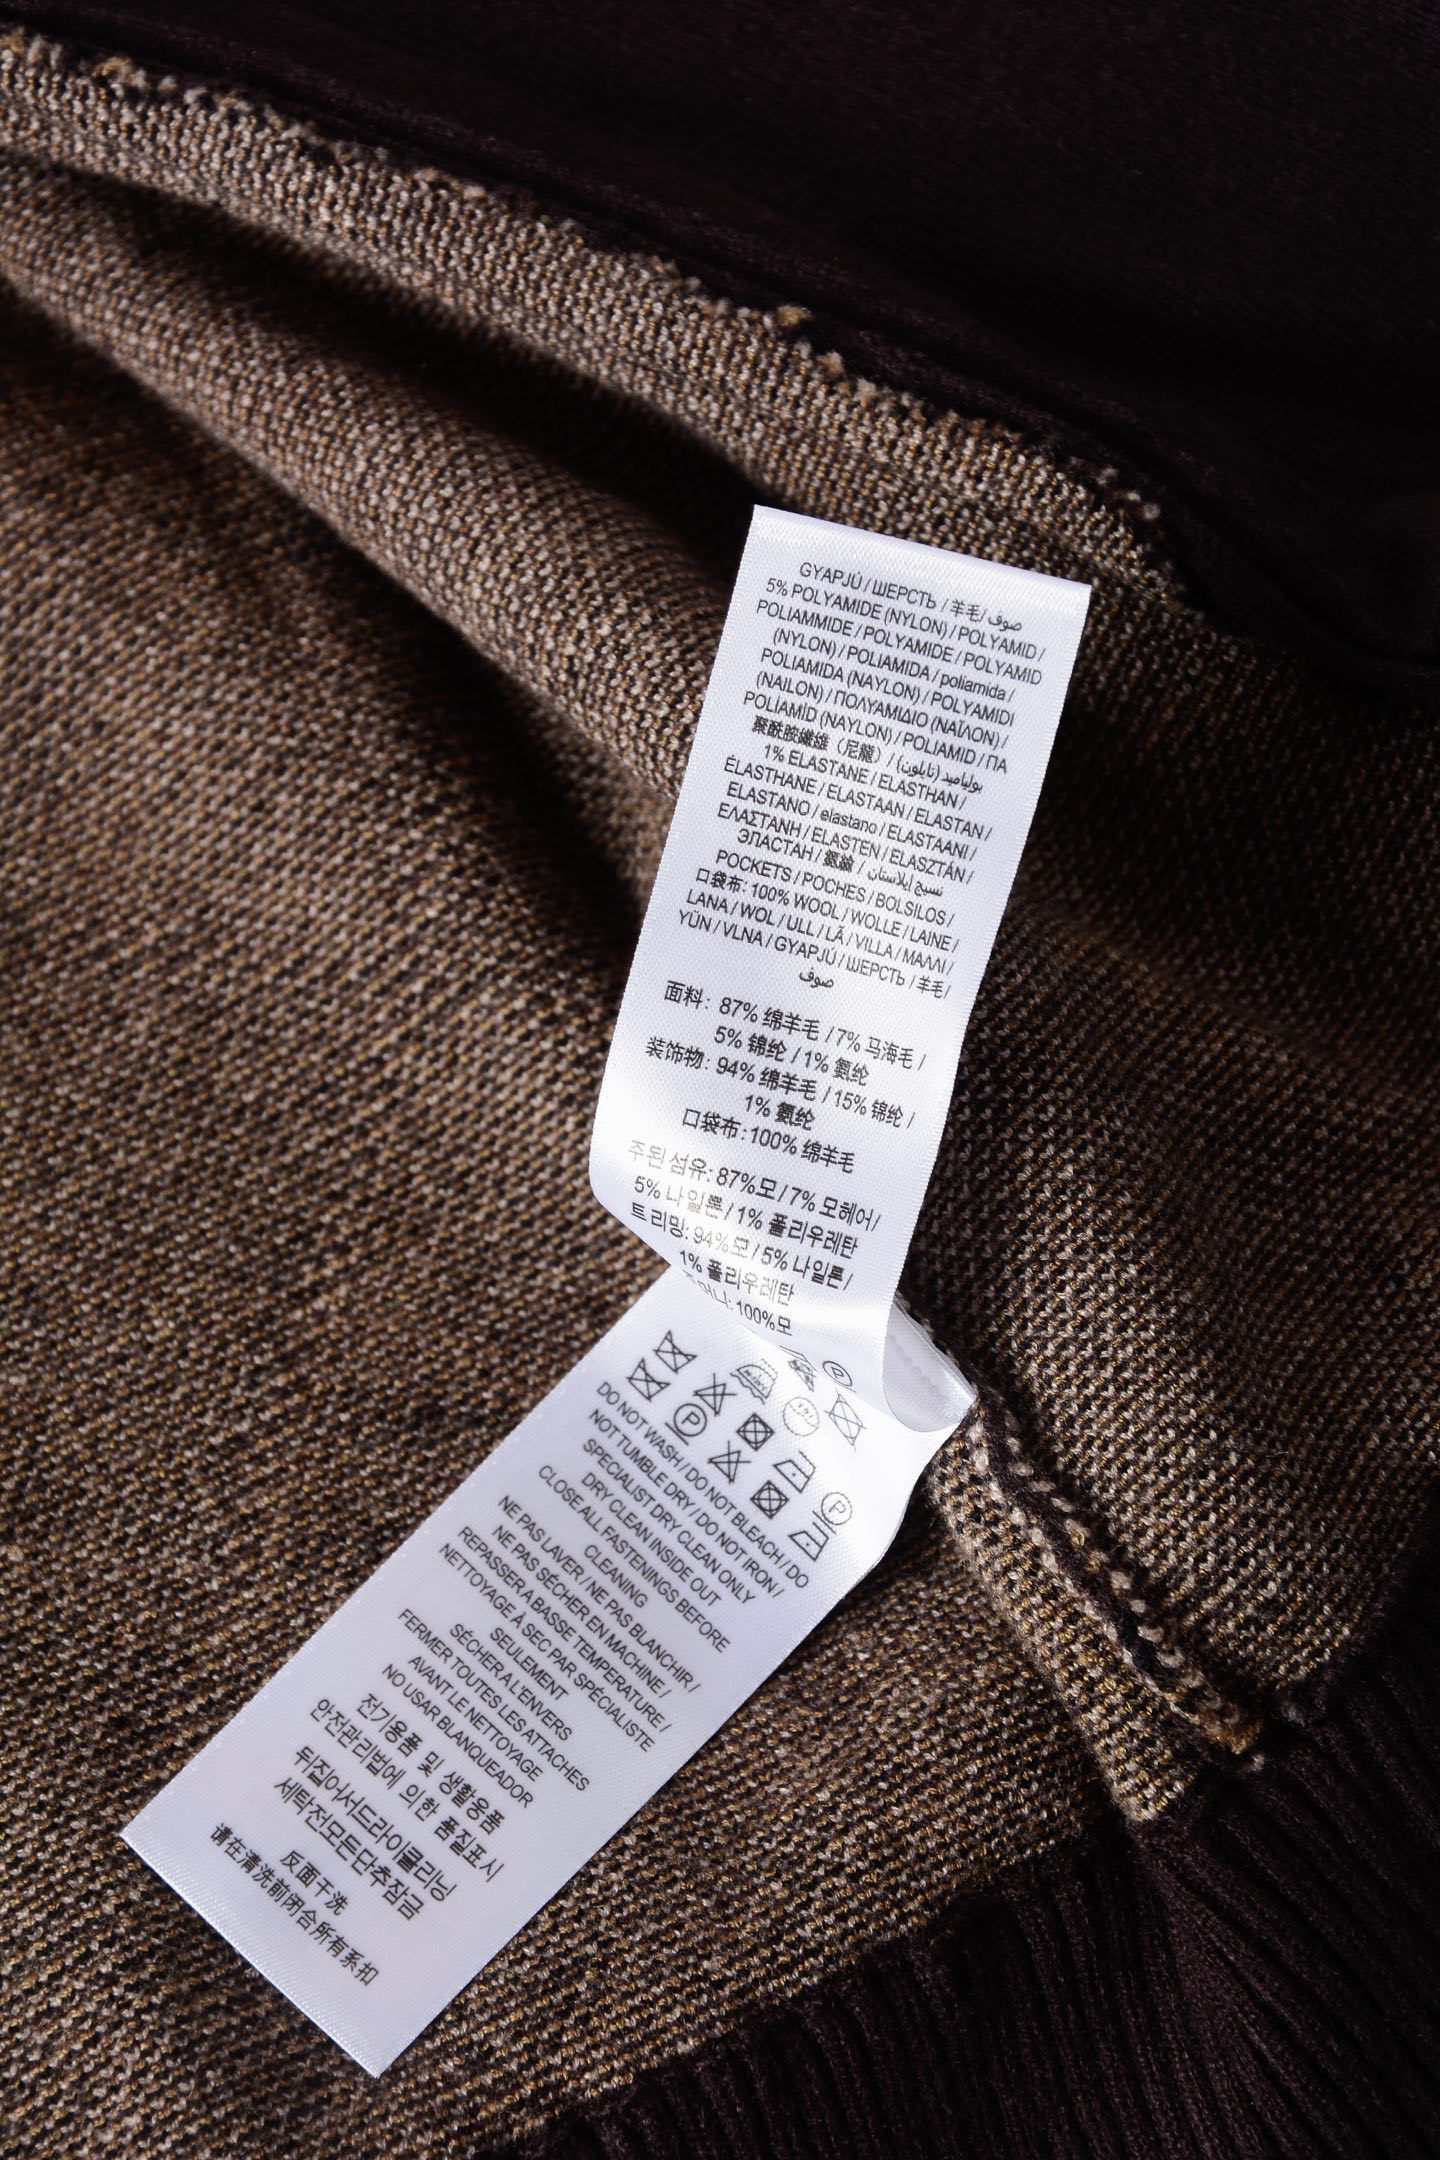 GYAPJÚ / ШЕРСТЬ / 羊毛/ صوف
5% POLYAMIDE (NYLON) / POLYAMID /
POLIAMMIDE / POLYAMIDE / POLYAMID
(NYLON) / POLIAMIDA / poliamida /
POLIAMIDA (NAYLON) / POLYAMIDI
(NAILON) / ΠΟΛΥΑΜΙΔΙΟ (ΝΑΪΛΟΝ) /
POLİAMİD (NAYLON) / POLIAMID / ПА
聚酰胺纖維（尼龍）/ بولياميد (نايلون)
1% ELASTANE / ELASTHAN /
ÉLASTHANE / ELASTAAN / ELASTAN /
ELASTANO / elastano / ELASTAANI /
ΕΛΑΣΤΑΝΗ / ELASTEN / ELASZTÁN /
ЭЛАСТАН / 氨綸 / نسيج إيلاستان
POCKETS / POCHES / BOLSILOS /
口袋布: 100% WOOL / WOLLE / LAINE /
LANA / WOL / ULL / LÃ / VILLA / ΜΑΛΛΙ /
YÜN / VLNA / GYAPJÚ / ШЕРСТЬ / 羊毛/
صوف
面料: 87% 绵羊毛 / 7% 马海毛 /
5% 锦纶 / 1% 氨纶
装饰物: 94% 绵羊毛 / 15% 锦纶 /
1% 氨纶
口袋布:100% 绵羊毛
주된 섬유: 87%모 / 7% 모헤어/
5% 나일론 / 1% 폴리우레탄
트리밍: 94%모 / 5% 나일론 /
1% 폴리우레탄
머니: 100%모
DO NOT WASH / DO NOT BLEACH / DO
NOT TUMBLE DRY / DO NOT IRON /
SPECIALIST DRY CLEAN ONLY
DRY CLEAN INSIDE OUT
CLOSE ALL FASTENINGS BEFORE
CLEANING
NE PAS LAVER / NE PAS BLANCHIR /
NE PAS SÉCHER EN MACHINE /
REPASSER A BASSE TEMPERATURE /
NETTOYAGE À SEC PAR SPÉCIALISTE
SEULEMENT
SÉCHER A L'ENVERS
FERMER TOUTES LES ATTACHES
AVANT LE NETTOYAGE
NO USAR BLANQUEADOR
전기용품 및 생활용품
안전관리법에 의한 품질표시
뒤집어서드라이클리닝
세탁전모든단추잠금
反面干洗
请在清洗前闭合所有系扣